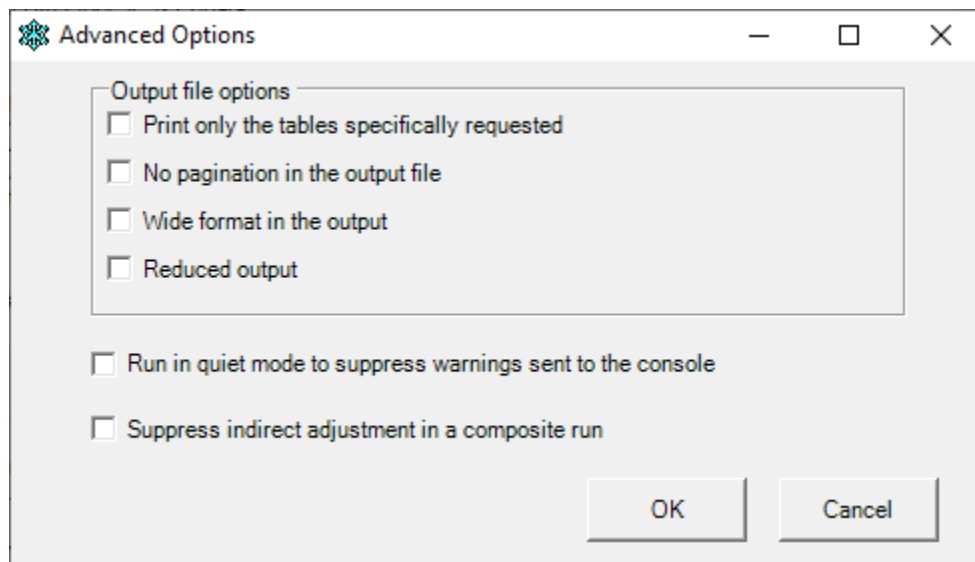 Advanced Options
Output file options
Print only the tables specifically requested
No pagination in the output file
Wide format in the output
Reduced output
Run in quiet mode to suppress warnings sent to the console
Suppress indirect adjustment in a composite run
OK Cancel